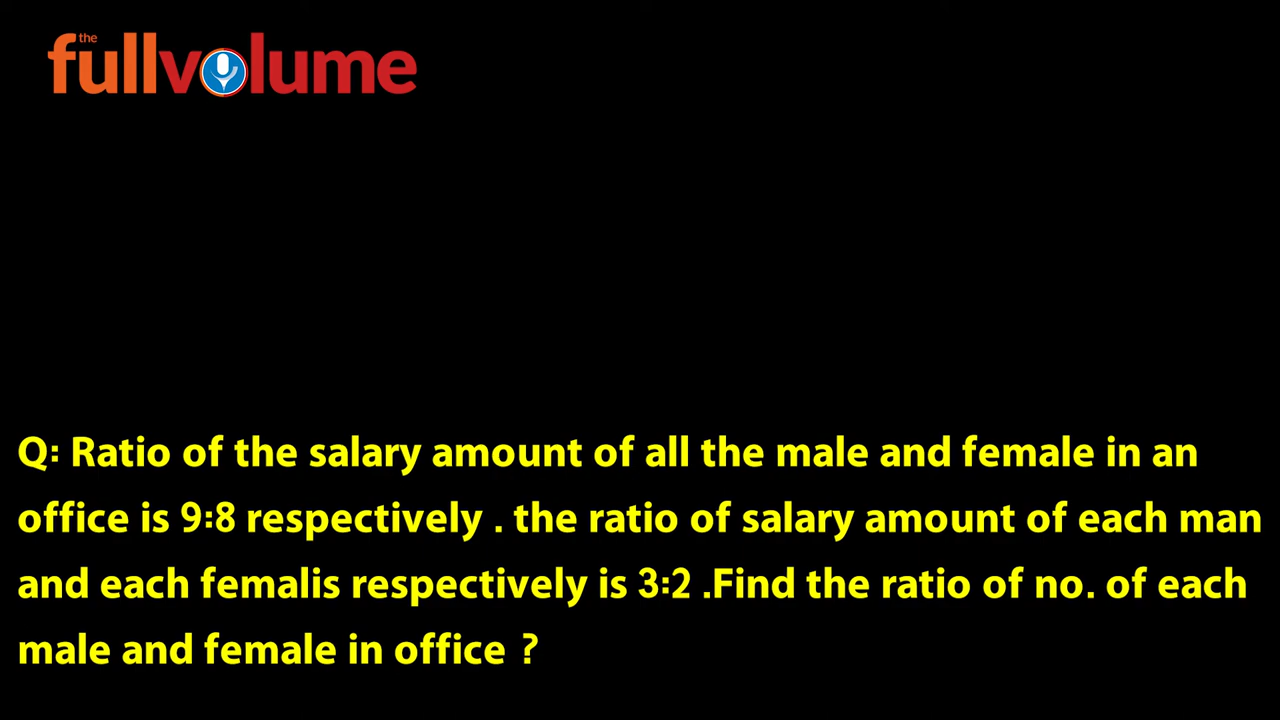 the
fullvolume
Q: Ratio of the salary amount of all the male and female in an
office is 9:8 respectively . the ratio of salary amount of each man
and each femalis respectively is 3:2 .Find the ratio of no. of each
male and female in office ?